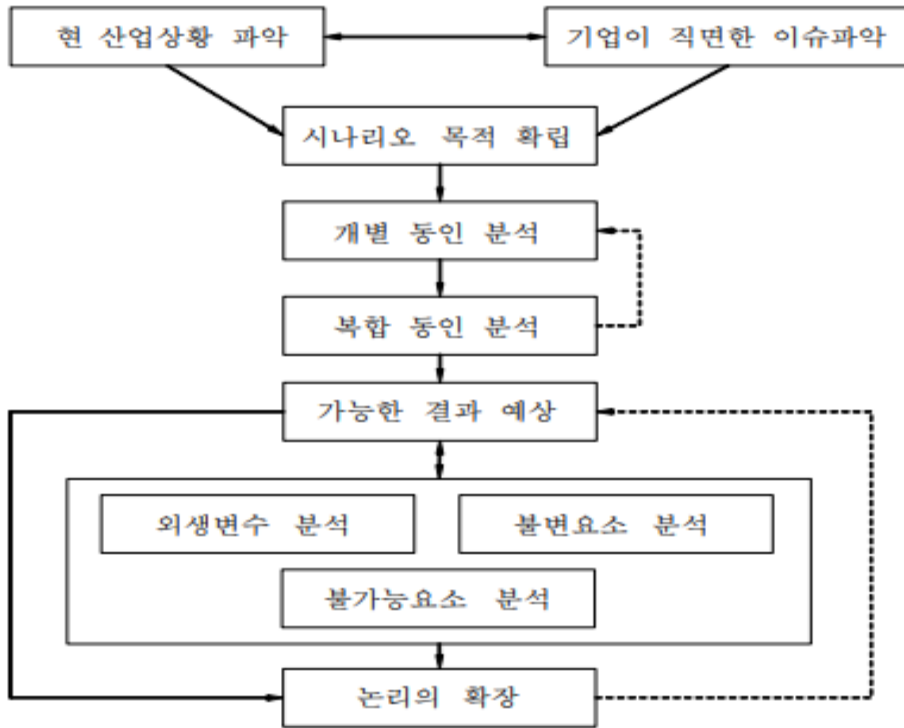 현 산업상황 파악
기업이 직면한 이슈파악
시나리오 목적 확립
개별 동인 분석
복합 동인 분석
가능한 결과 예상
외생변수 분석
불변요소 분석
불가능요소 분석
논리의 확장